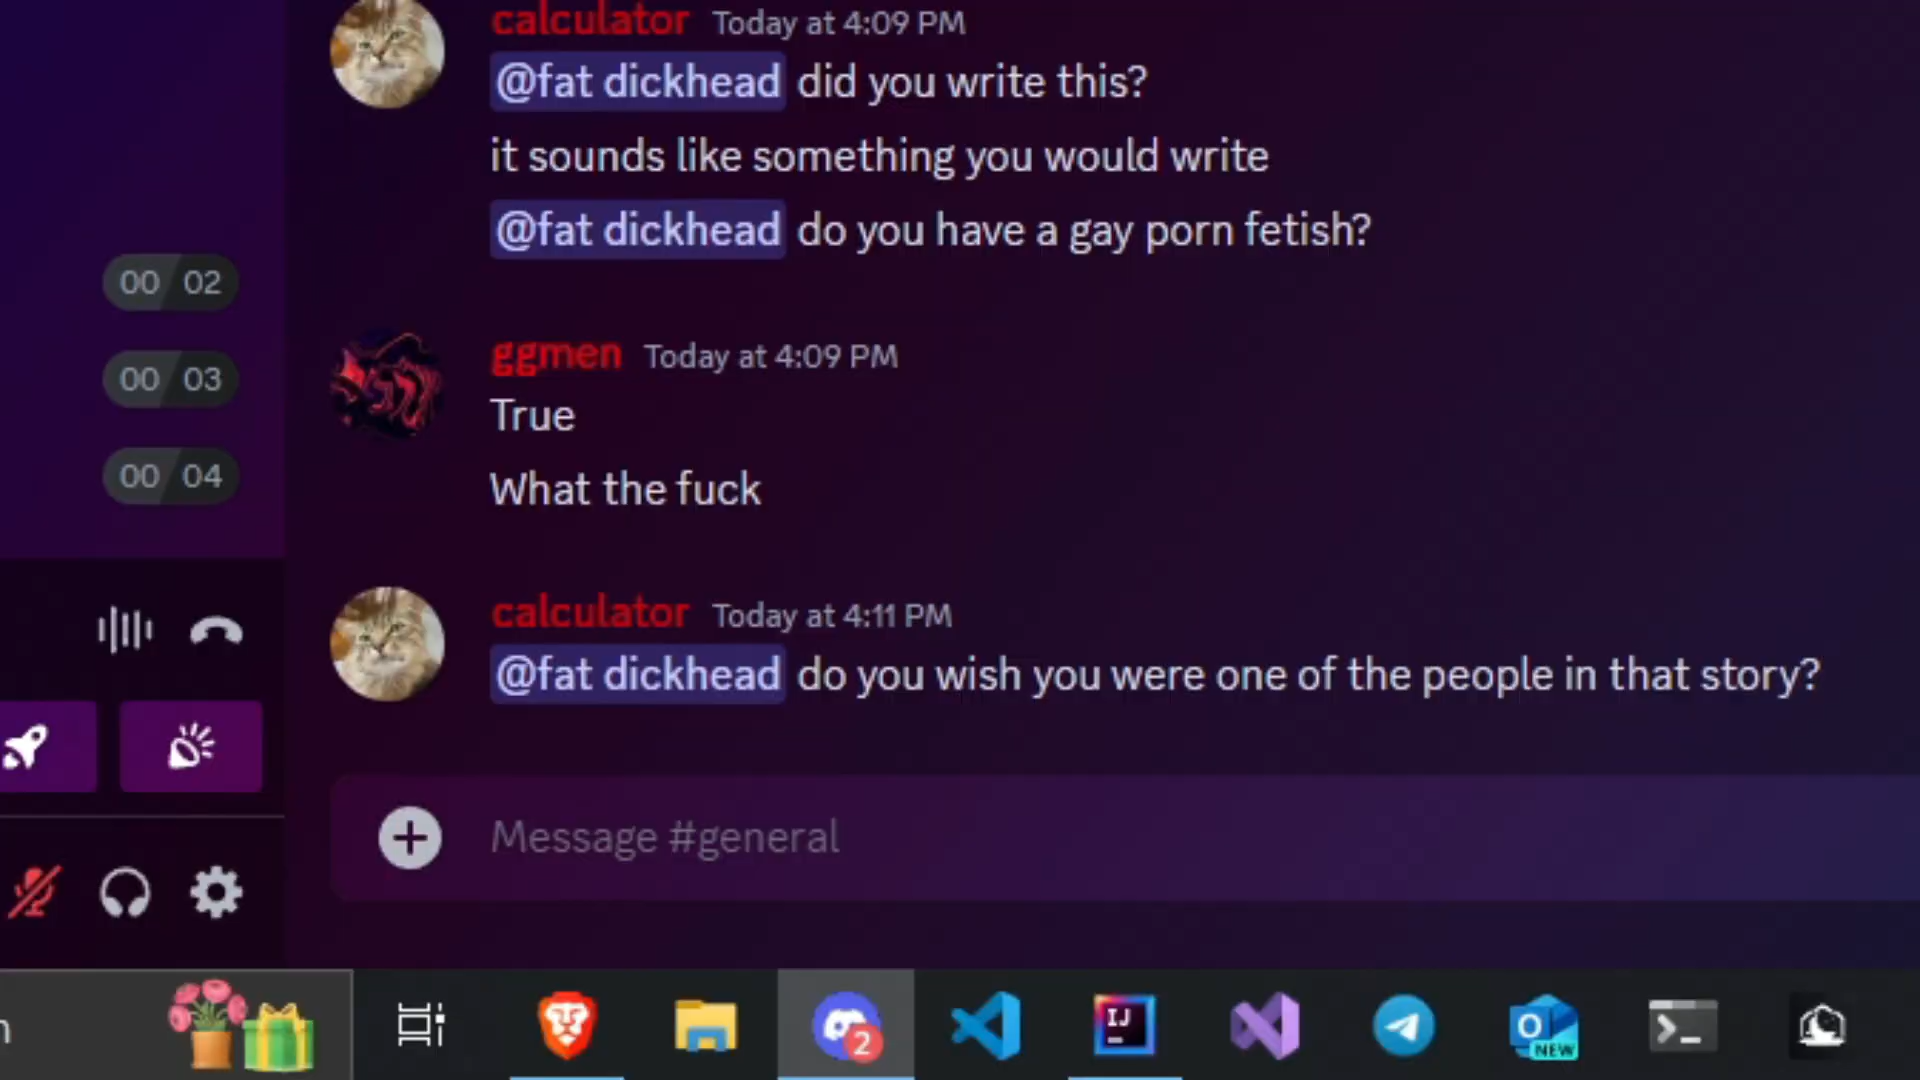 calculator Today at 4:09 PM
@fat dickhead did you write this?
it sounds like something you would write
@fat dickhead do you have a gay porn fetish?
00 02
ggmen Today at 4:09 PM
00 03
True
00 04
What the fuck
calculator Today at 4:11 PM
@fat dickhead do you wish you were one of the people in that story?
Message #general
2
IJ
O
NEW